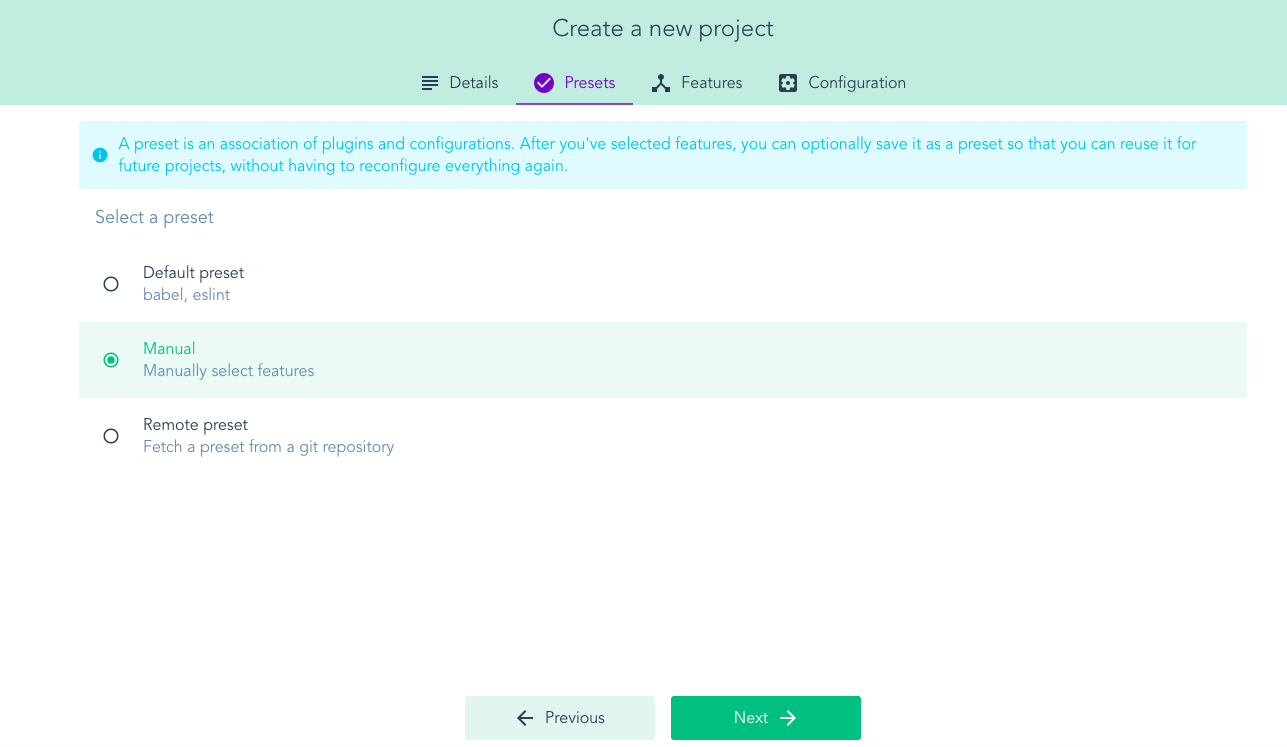 Create a new project
Details
Presets
Features
Configuration
A preset is an association of plugins and configurations. After you've selected features, you can optionally save it as a preset so that you can reuse it for
future projects, without having to reconfigure everything again.
Select a preset
Default preset
babel, eslint
Manual
Manually select features
Remote preset
Fetch a preset from a git repository
Previous
Next